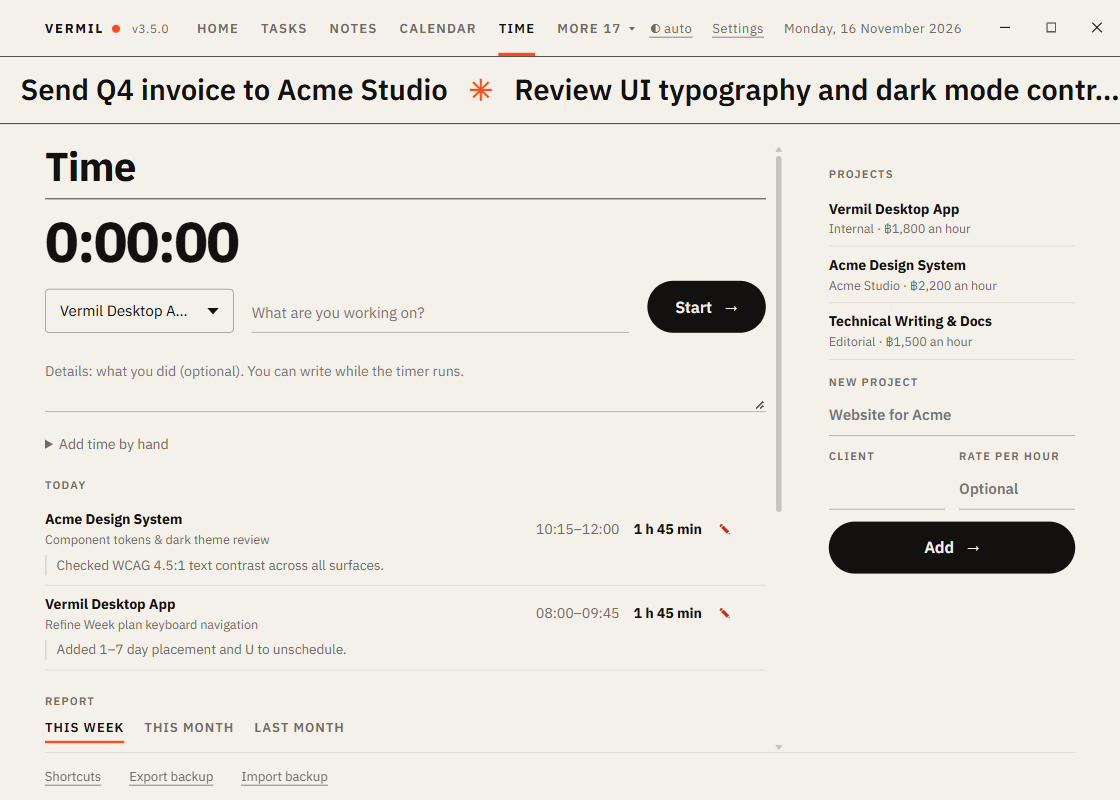 VERMIL v3.5.0 HOME TASKS NOTES CALENDAR TIME MORE 17 auto Settings Monday, 16 November 2026
Send Q4 invoice to Acme Studio ✳ Review UI typography and dark mode contr...
Time
0:00:00
Vermil Desktop A... What are you working on? Start →
Details: what you did (optional). You can write while the timer runs.
Add time by hand
TODAY
Acme Design System
Component tokens & dark theme review
10:15–12:00 1 h 45 min
Checked WCAG 4.5:1 text contrast across all surfaces.
Vermil Desktop App
Refine Week plan keyboard navigation
08:00–09:45 1 h 45 min
Added 1–7 day placement and U to unschedule.
REPORT
THIS WEEK THIS MONTH LAST MONTH
PROJECTS
Vermil Desktop App
Internal · ฿1,800 an hour
Acme Design System
Acme Studio · ฿2,200 an hour
Technical Writing & Docs
Editorial · ฿1,500 an hour
NEW PROJECT
Website for Acme
CLIENT RATE PER HOUR
Optional
Add →
Shortcuts Export backup Import backup